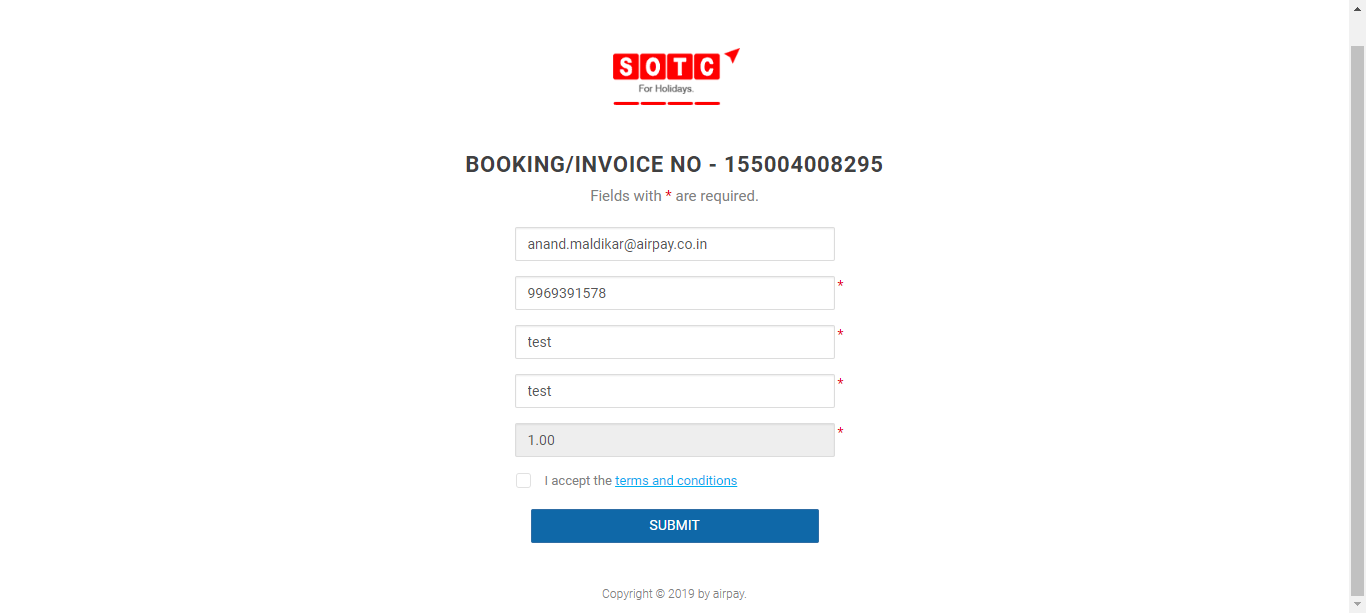 SOTC
For Holidays.
BOOKING/INVOICE NO - 155004008295
Fields with * are required.
anand.maldikar@airpay.co.in
9969391578 *
test *
test *
1.00 *
I accept the terms and conditions
SUBMIT
Copyright © 2019 by airpay.